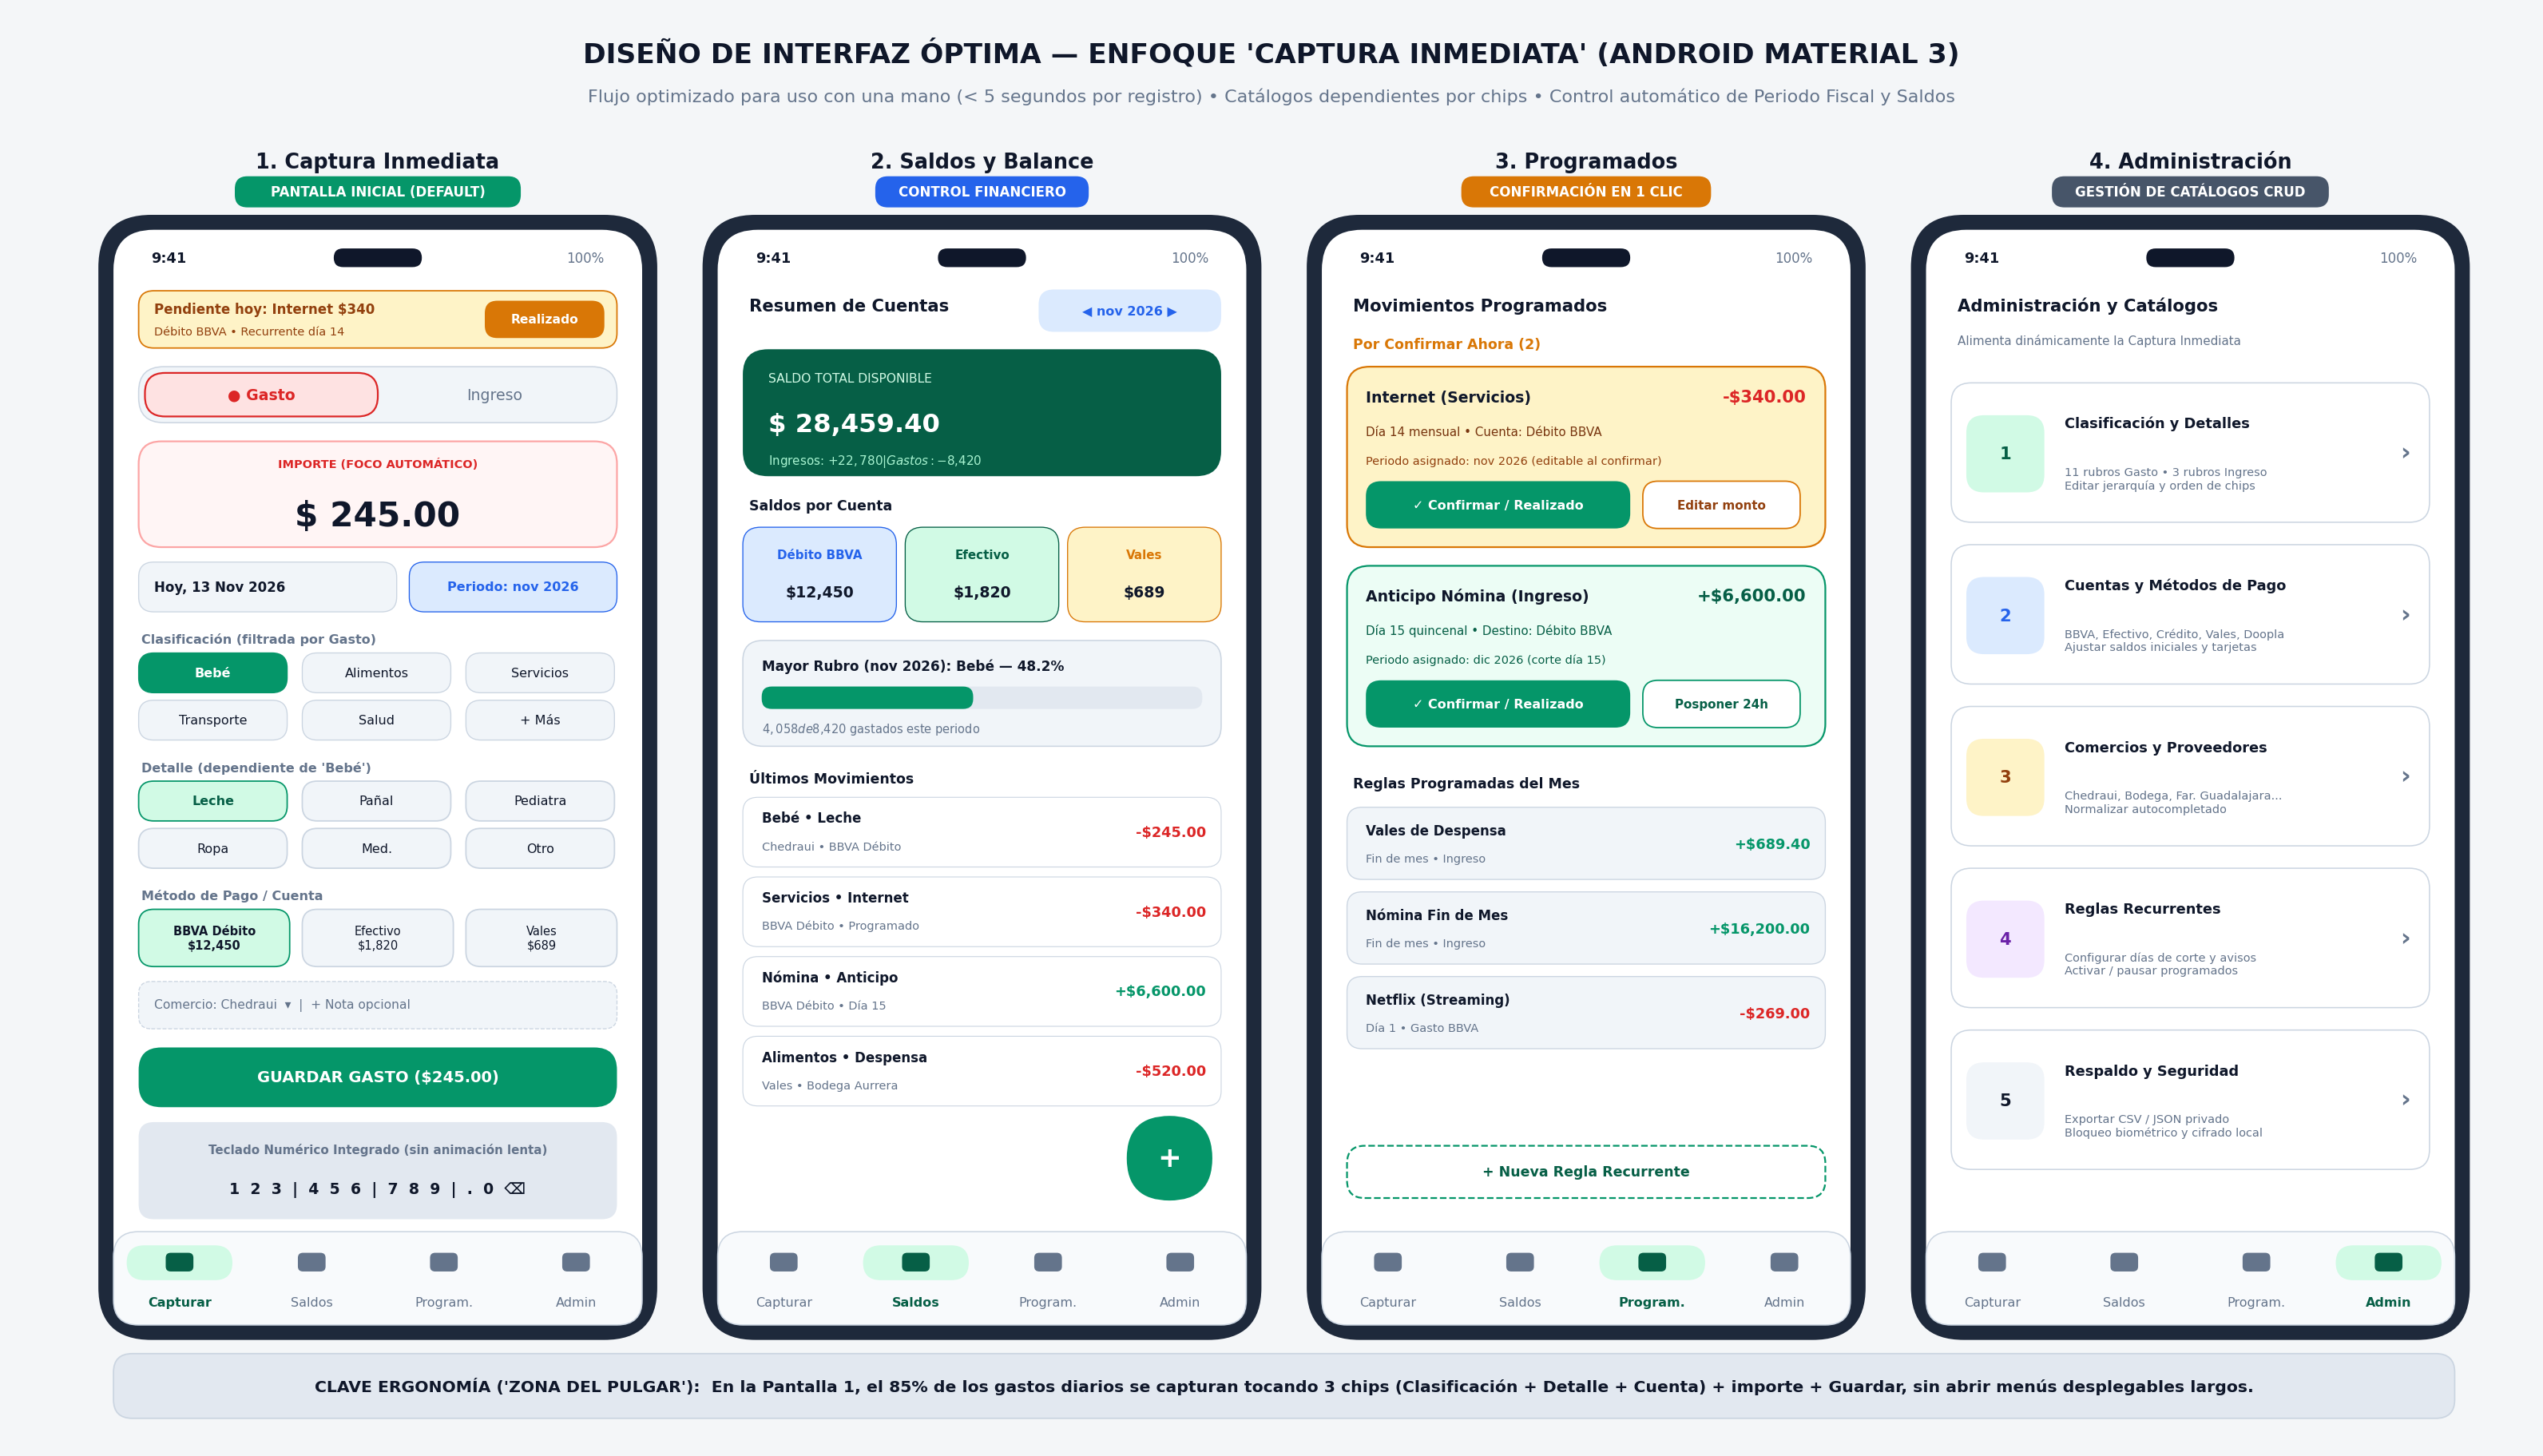 DISEÑO DE INTERFAZ ÓPTIMA — ENFOQUE 'CAPTURA INMEDIATA' (ANDROID MATERIAL 3)
Flujo optimizado para uso con una mano (< 5 segundos por registro) • Catálogos dependientes por chips • Control automático de Periodo Fiscal y Saldos
1. Captura Inmediata
PANTALLA INICIAL (DEFAULT)
9:41
100%
Pendiente hoy: Internet $340
Débito BBVA • Recurrente día 14
Realizado
● Gasto
Ingreso
IMPORTE (FOCO AUTOMÁTICO)
$ 245.00
Hoy, 13 Nov 2026
Periodo: nov 2026
Clasificación (filtrada por Gasto)
Bebé
Alimentos
Servicios
Transporte
Salud
+ Más
Detalle (dependiente de 'Bebé')
Leche
Pañal
Pediatra
Ropa
Med.
Otro
Método de Pago / Cuenta
BBVA Débito
$12,450
Efectivo
$1,820
Vales
$689
Comercio: Chedraui ▾ | + Nota opcional
GUARDAR GASTO ($245.00)
Teclado Numérico Integrado (sin animación lenta)
1 2 3 | 4 5 6 | 7 8 9 | . 0 ⌫
Capturar
Saldos
Program.
Admin
2. Saldos y Balance
CONTROL FINANCIERO
9:41
100%
Resumen de Cuentas
◀ nov 2026 ▶
SALDO TOTAL DISPONIBLE
$ 28,459.40
Ingresos: +22,780|Gastos:−8,420
Saldos por Cuenta
Débito BBVA
$12,450
Efectivo
$1,820
Vales
$689
Mayor Rubro (nov 2026): Bebé — 48.2%
4,058de8,420 gastados este periodo
Últimos Movimientos
Bebé • Leche
Chedraui • BBVA Débito
-$245.00
Servicios • Internet
BBVA Débito • Programado
-$340.00
Nómina • Anticipo
BBVA Débito • Día 15
+$6,600.00
Alimentos • Despensa
Vales • Bodega Aurrera
-$520.00
+
Capturar
Saldos
Program.
Admin
3. Programados
CONFIRMACIÓN EN 1 CLIC
9:41
100%
Movimientos Programados
Por Confirmar Ahora (2)
Internet (Servicios)
-$340.00
Día 14 mensual • Cuenta: Débito BBVA
Periodo asignado: nov 2026 (editable al confirmar)
✓ Confirmar / Realizado
Editar monto
Anticipo Nómina (Ingreso)
+$6,600.00
Día 15 quincenal • Destino: Débito BBVA
Periodo asignado: dic 2026 (corte día 15)
✓ Confirmar / Realizado
Posponer 24h
Reglas Programadas del Mes
Vales de Despensa
Fin de mes • Ingreso
+$689.40
Nómina Fin de Mes
Fin de mes • Ingreso
+$16,200.00
Netflix (Streaming)
Día 1 • Gasto BBVA
-$269.00
+ Nueva Regla Recurrente
Capturar
Saldos
Program.
Admin
4. Administración
GESTIÓN DE CATÁLOGOS CRUD
9:41
100%
Administración y Catálogos
Alimenta dinámicamente la Captura Inmediata
1
Clasificación y Detalles
11 rubros Gasto • 3 rubros Ingreso
Editar jerarquía y orden de chips
›
2
Cuentas y Métodos de Pago
BBVA, Efectivo, Crédito, Vales, Doopla
Ajustar saldos iniciales y tarjetas
›
3
Comercios y Proveedores
Chedraui, Bodega, Far. Guadalajara...
Normalizar autocompletado
›
4
Reglas Recurrentes
Configurar días de corte y avisos
Activar / pausar programados
›
5
Respaldo y Seguridad
Exportar CSV / JSON privado
Bloqueo biométrico y cifrado local
›
Capturar
Saldos
Program.
Admin
CLAVE ERGONOMÍA ('ZONA DEL PULGAR'): En la Pantalla 1, el 85% de los gastos diarios se capturan tocando 3 chips (Clasificación + Detalle + Cuenta) + importe + Guardar, sin abrir menús desplegables largos.